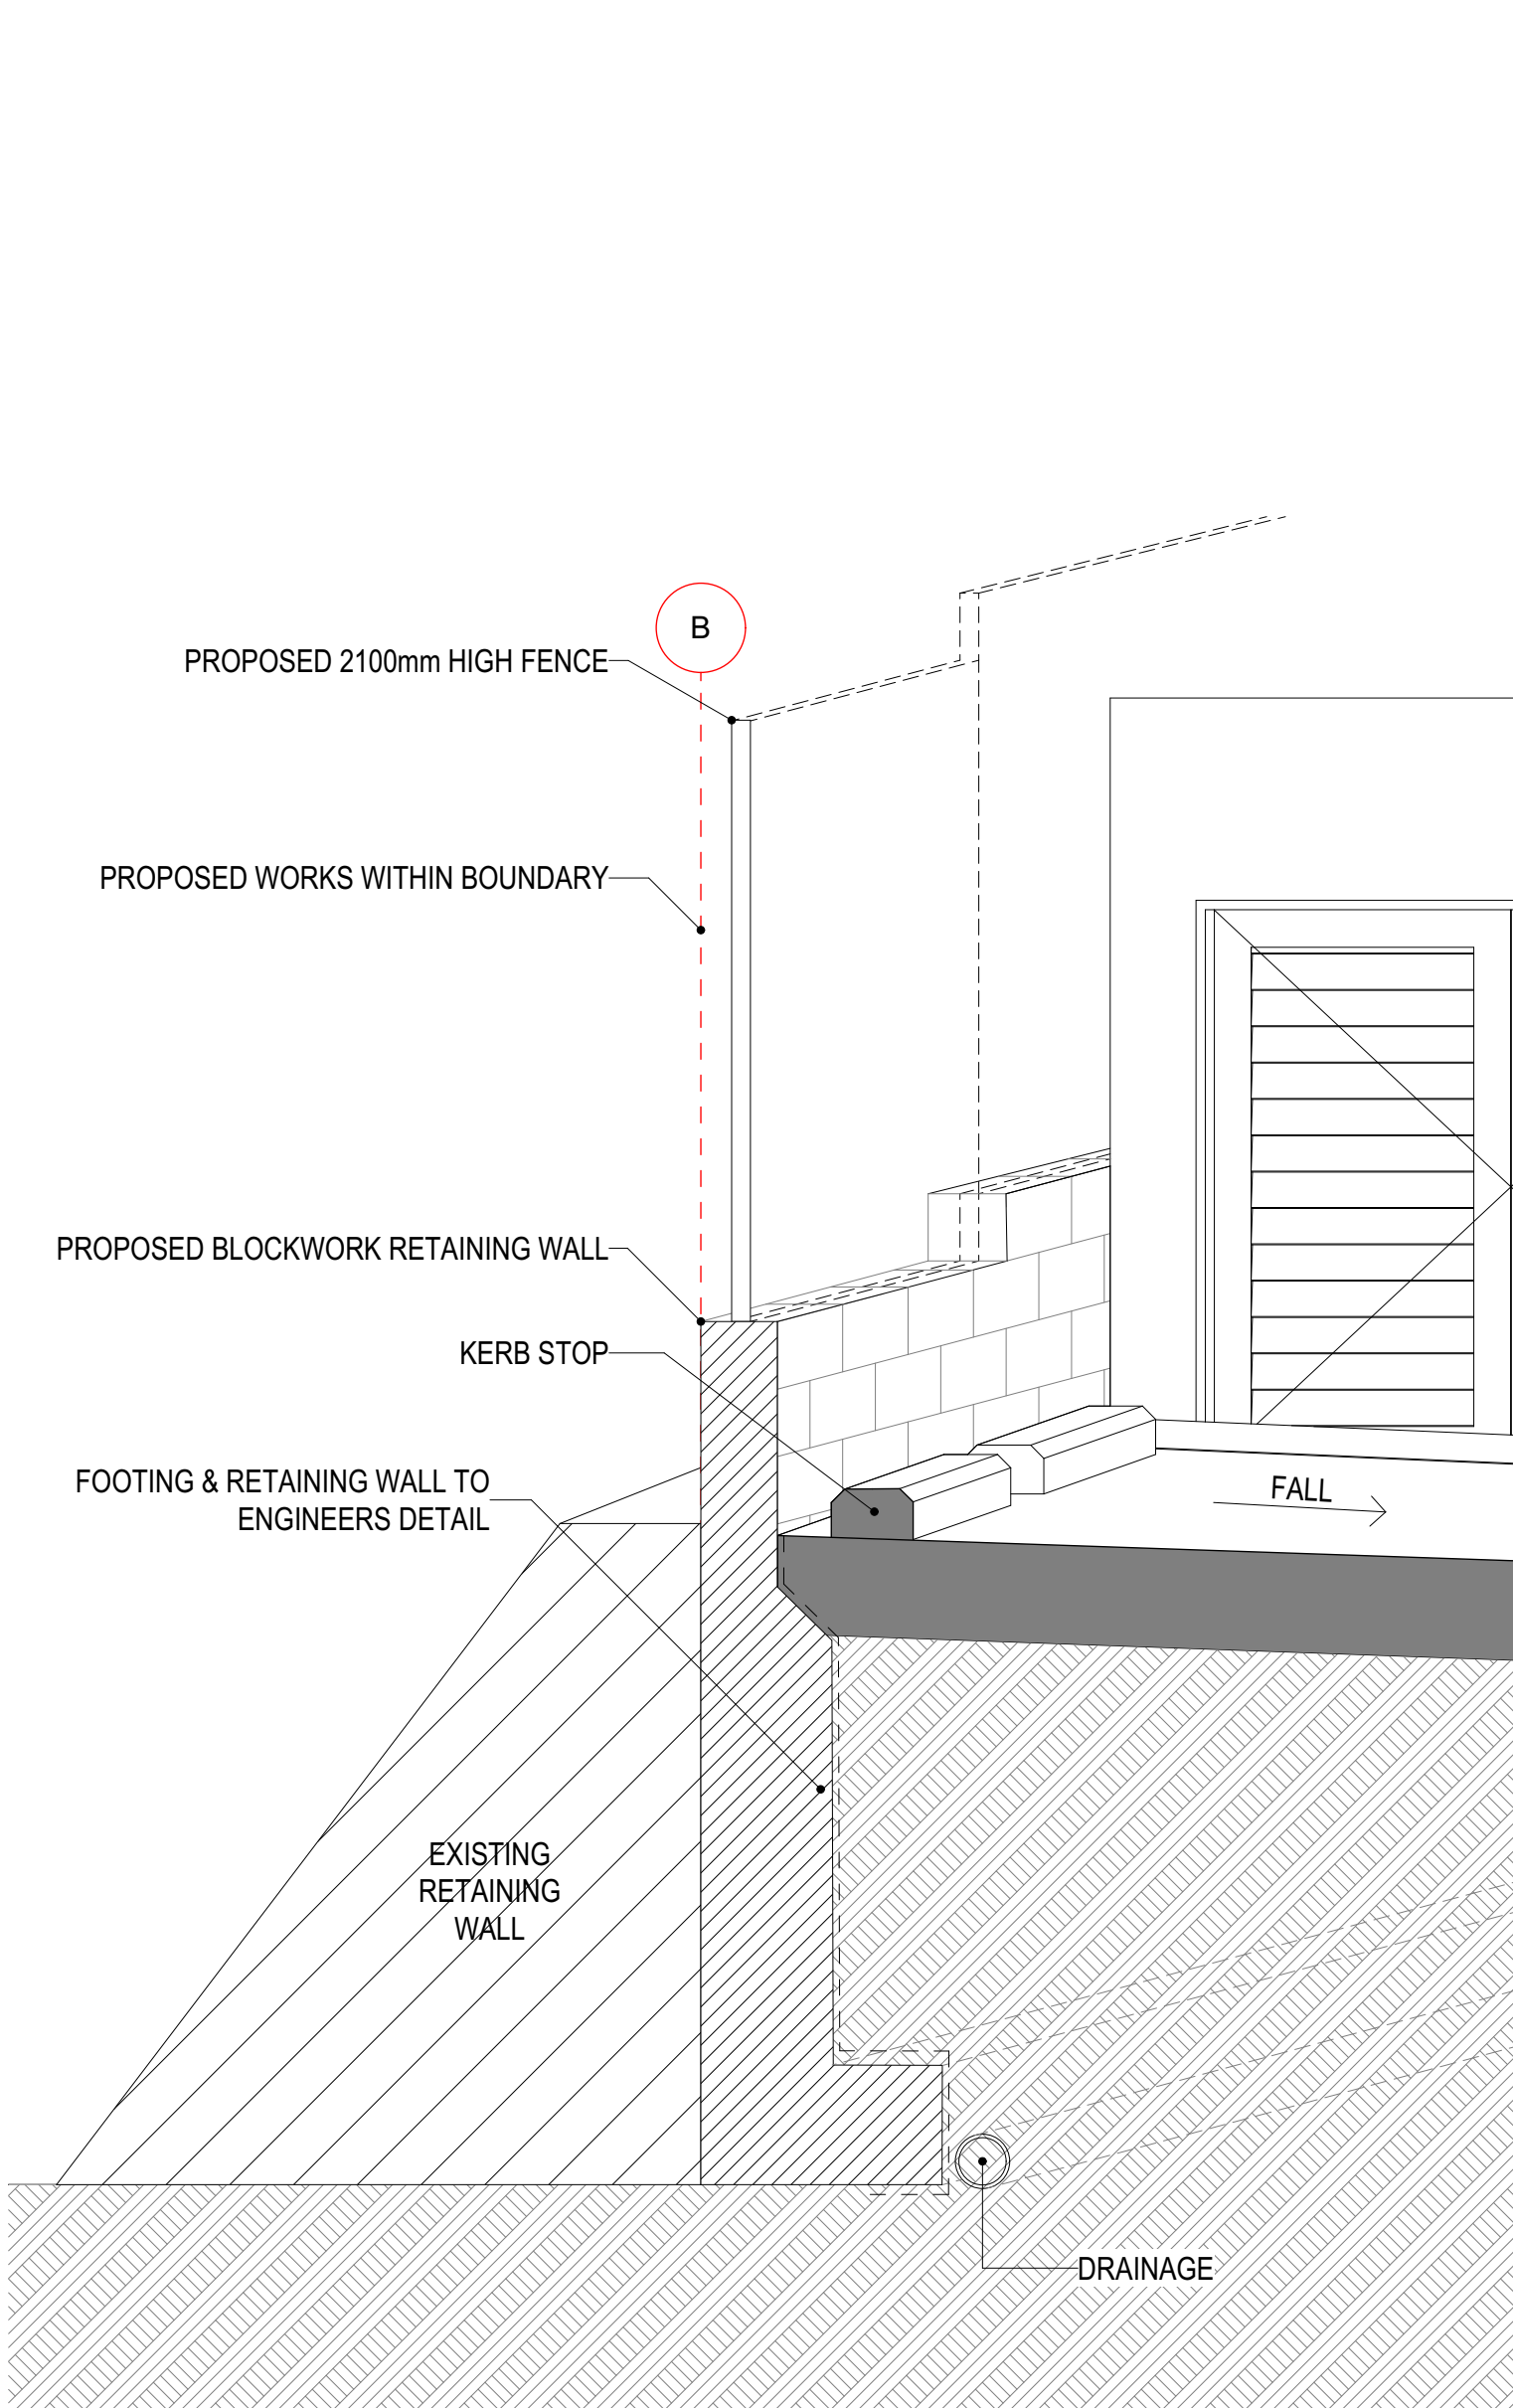 B
PROPOSED 2100mm HIGH FENCE
PROPOSED WORKS WITHIN BOUNDARY
PROPOSED BLOCKWORK RETAINING WALL
KERB STOP
FOOTING & RETAINING WALL TO
ENGINEERS DETAIL
FALL
EXISTING
RETAINING
WALL
DRAINAGE